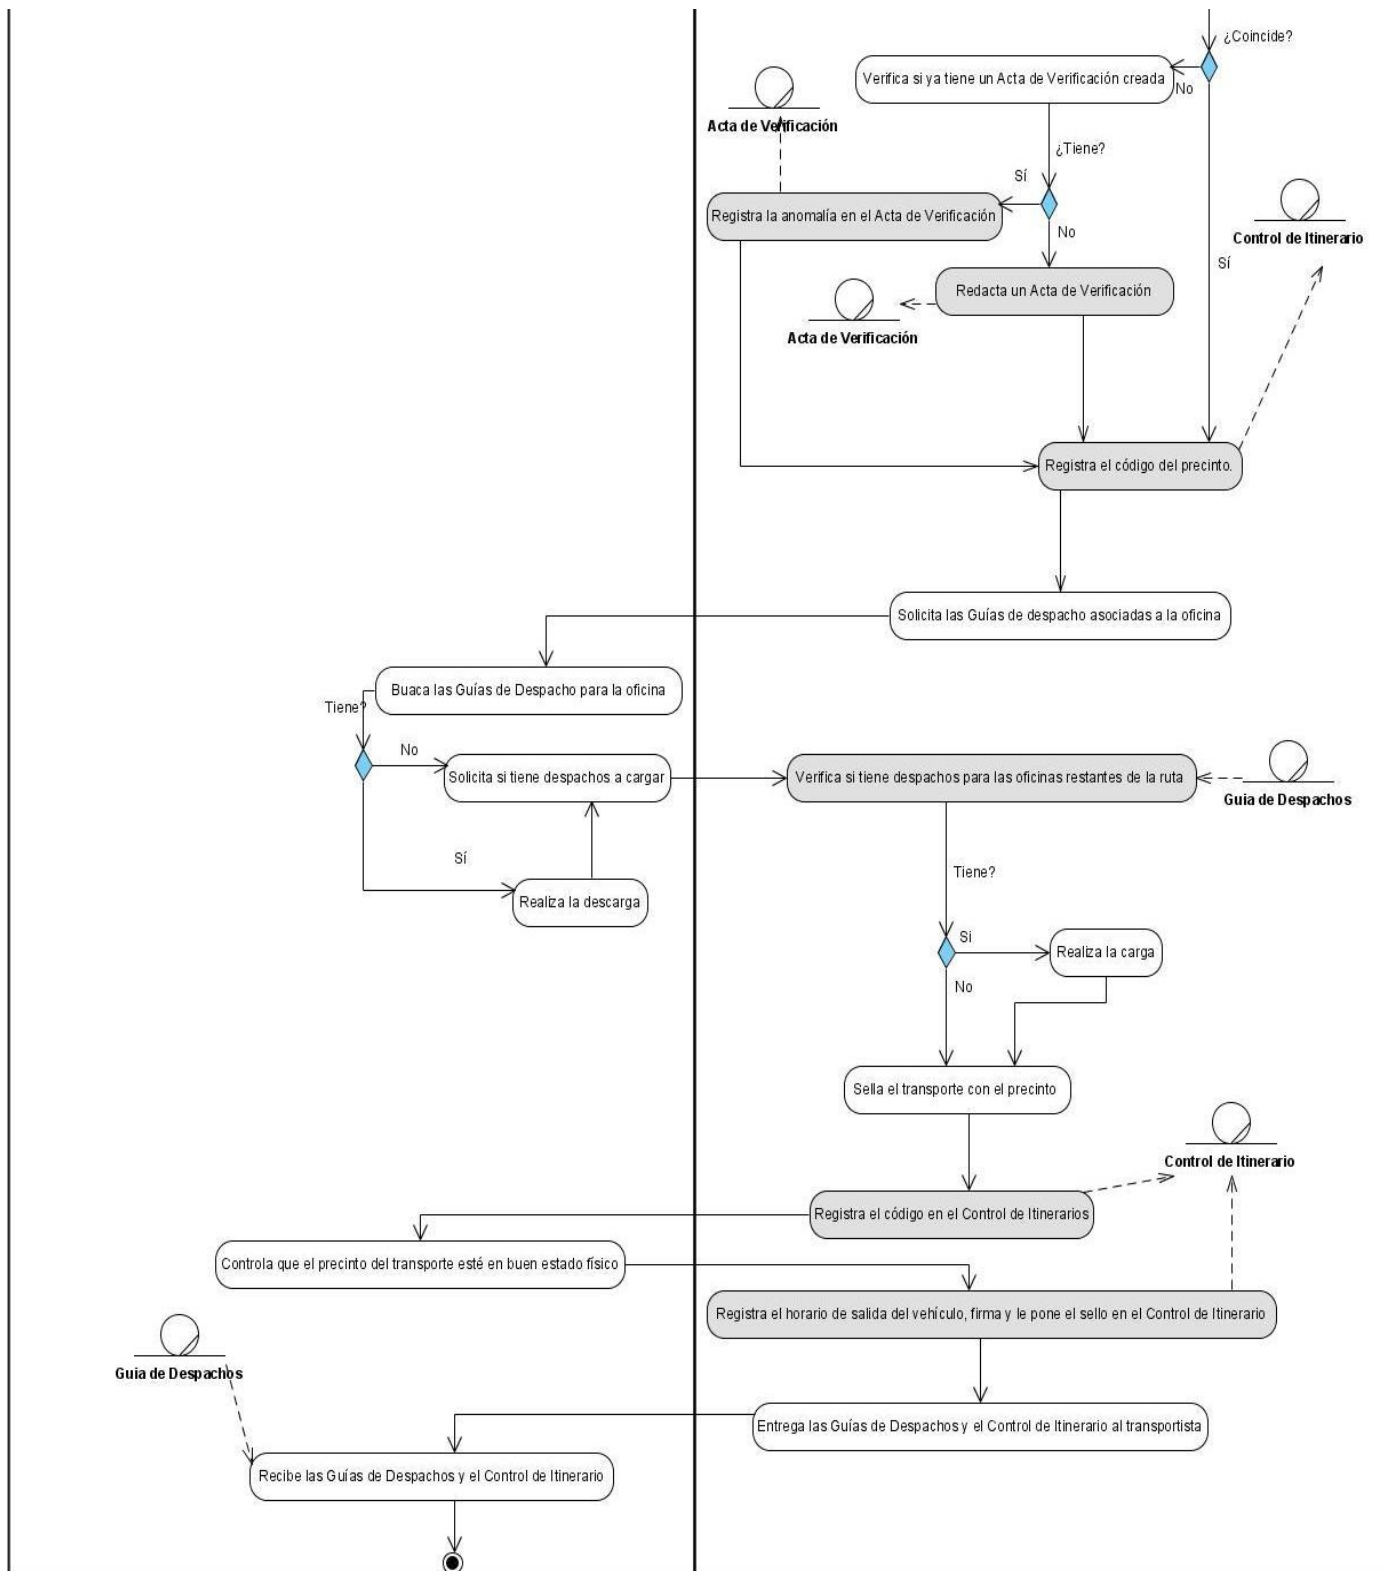 ¿Coincide?
Verifica si ya tiene un Acta de Verificación creada
No
Acta de Verificación
¿Tiene?
Sí
Registra la anomalía en el Acta de Verificación
No
Control de Itinerario
Sí
Redacta un Acta de Verificación
Acta de Verificación
Registra el código del precinto.
Solicita las Guías de despacho asociadas a la oficina
Buaca las Guías de Despacho para la oficina
Tiene?
No
Solicita si tiene despachos a cargar
Verifica si tiene despachos para las oficinas restantes de la ruta
Guia de Despachos
Sí
Realiza la descarga
Tiene?
Si
Realiza la carga
No
Sella el transporte con el precinto
Control de Itinerario
Registra el código en el Control de Itinerarios
Controla que el precinto del transporte esté en buen estado físico
Registra el horario de salida del vehículo, firma y le pone el sello en el Control de Itinerario
Guia de Despachos
Entrega las Guías de Despachos y el Control de Itinerario al transportista
Recibe las Guías de Despachos y el Control de Itinerario